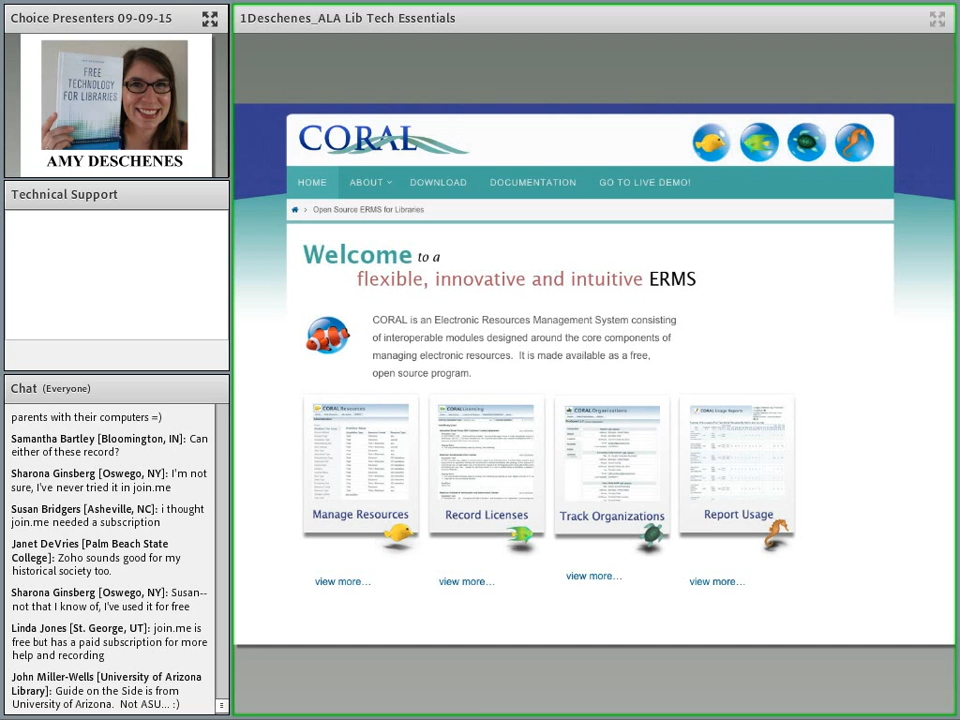 Choice Presenters 09-09-15
FREE
TECHNOLOGY
FOR LIBRARIES
AMY DESCHENES
Technical Support
Chat (Everyone)
parents with their computers =)
Samantha Bartley [Bloomington, IN]: Can
either of these record?
Sharona Ginsberg [Oswego, NY]: I'm not
sure, I've never tried it in join.me
Susan Bridgers [Asheville, NC]: i thought
join.me needed a subscription
Janet DeVries [Palm Beach State
College]: Zoho sounds good for my
historical society too.
Sharona Ginsberg [Oswego, NY]: Susan--
not that I know of, I've used it for free
Linda Jones [St. George, UT]: join.me is
free but has a paid subscription for more
help and recording
John Miller-Wells [University of Arizona
Library]: Guide on the Side is from
University of Arizona. Not ASU... :)
1Deschenes_ALA Lib Tech Essentials
CORAL
HOME ABOUT DOWNLOAD DOCUMENTATION GO TO LIVE DEMO!
› Open Source ERMS for Libraries
Welcome to a
flexible, innovative and intuitive ERMS
CORAL is an Electronic Resources Management System consisting
of interoperable modules designed around the core components of
managing electronic resources. It is made available as a free,
open source program.
CORAL Resources
Manage Resources
view more...
CORAL Licensing
Record Licenses
view more...
CORAL Organizations
Track Organizations
view more...
CORAL Usage Reports
Report Usage
view more...